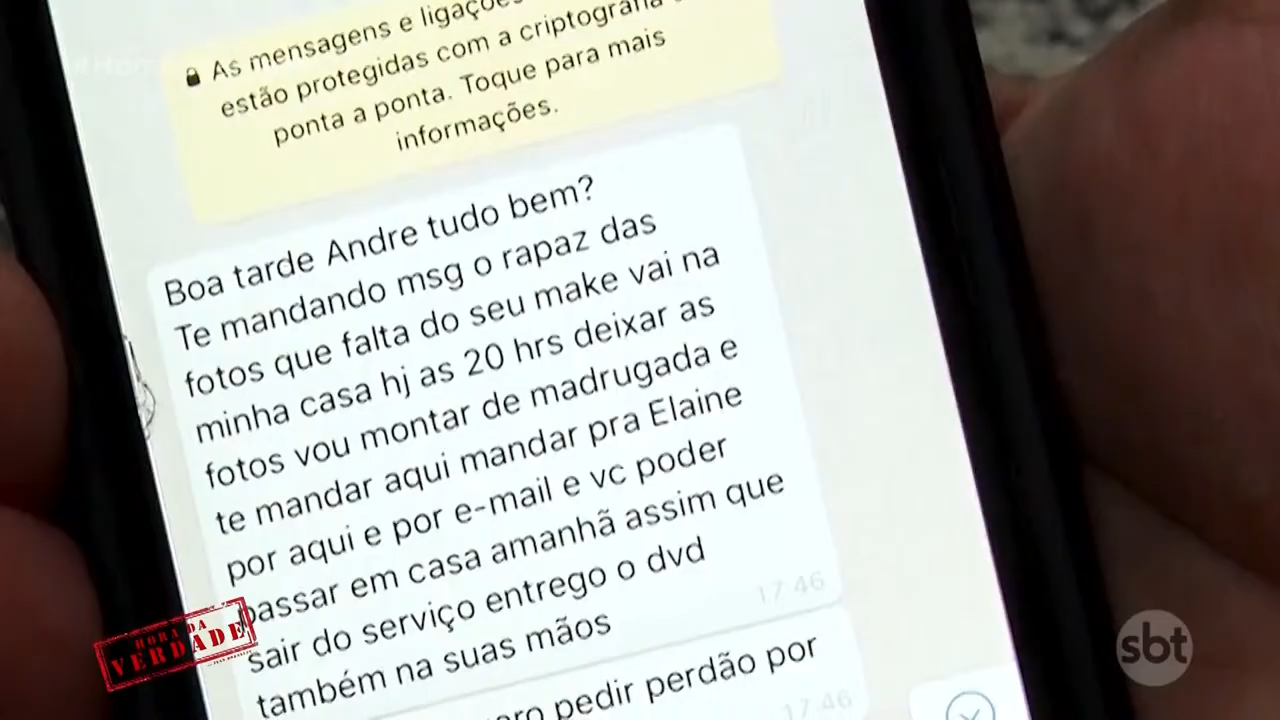 As mensagens e ligaçõe
estão protegidas com a criptografia
ponta a ponta. Toque para mais
informações.
Boa tarde Andre tudo bem?
Te mandando msg o rapaz das
fotos que falta do seu make vai na
minha casa hj as 20 hrs deixar as
fotos vou montar de madrugada e
te mandar aqui mandar pra Elaine
por aqui e por e-mail e vc poder
passar em casa amanhã assim que
sair do serviço entrego o dvd
também na suas mãos
17:46
pedir perdão por
17:46
HORA DA
VERDADE
sbt